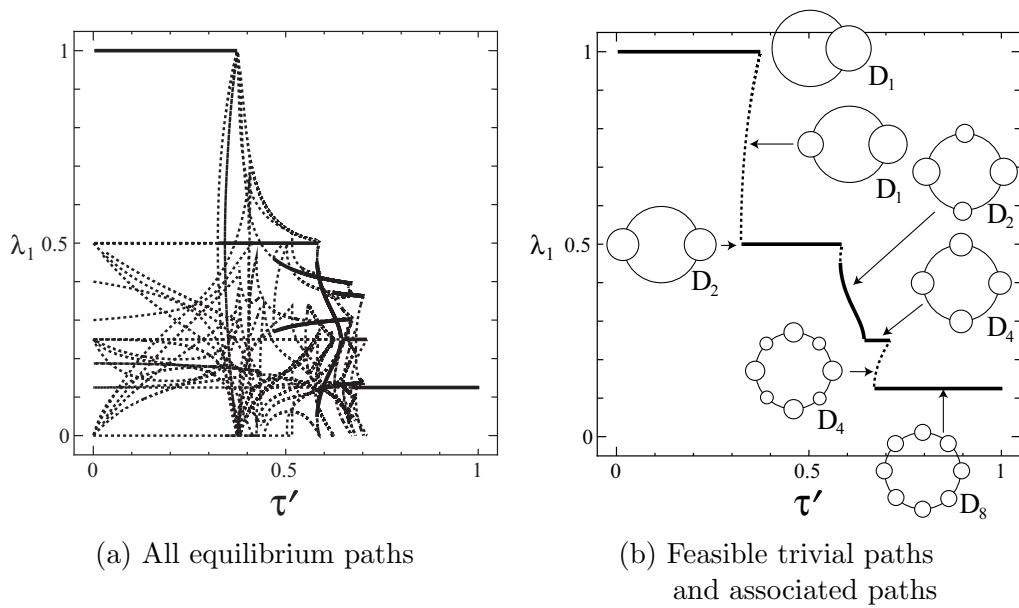 1
λ₁ 0.5
0
0 0.5 1
τ′
(a) All equilibrium paths
1
D₁
D₁
D₂
D₂
λ₁ 0.5
D₄
D₄
0
D₈
0 0.5 1
τ′
(b) Feasible trivial paths
and associated paths